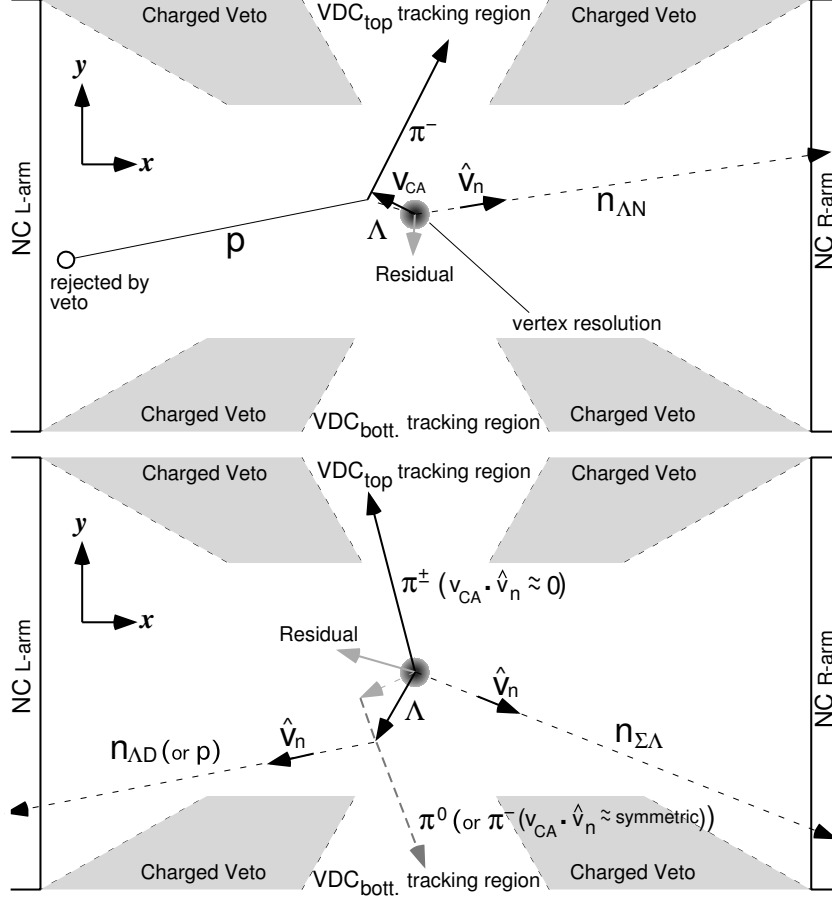 Charged Veto
VDC_top tracking region
Charged Veto
y
x
π⁻
v_CA
v̂_n
n_ΛN
Λ
p
Residual
rejected by
veto
vertex resolution
NC L-arm
NC R-arm
Charged Veto
VDC_bott. tracking region
Charged Veto
Charged Veto
VDC_top tracking region
Charged Veto
y
x
π± (v_CA · v̂_n ≈ 0)
Residual
v̂_n
Λ
v̂_n
n_ΛD (or p)
n_ΣΛ
π⁰ (or π⁻ (v_CA · v̂_n ≈ symmetric))
NC L-arm
NC R-arm
Charged Veto
VDC_bott. tracking region
Charged Veto